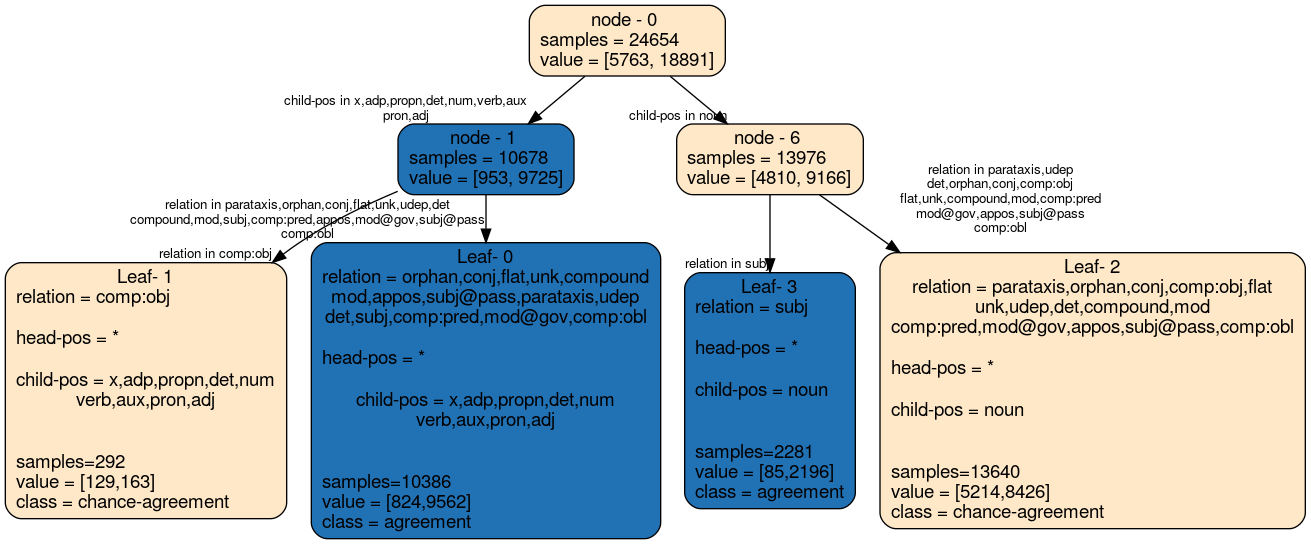 node - 0
samples = 24654
value = [5763, 18891]
child-pos in x,adp,propn,det,num,verb,aux
pron,adj
child-pos in noun
node - 1
samples = 10678
value = [953, 9725]
node - 6
samples = 13976
value = [4810, 9166]
relation in parataxis,orphan,conj,flat,unk,udep,det
compound,mod,subj,comp:pred,appos,mod@gov,subj@pass
comp:obl
relation in comp:obj
relation in subj
relation in parataxis,udep
det,orphan,conj,comp:obj
flat,unk,compound,mod,comp:pred
mod@gov,appos,subj@pass
comp:obl
Leaf- 1
relation = comp:obj
head-pos = *
child-pos = x,adp,propn,det,num
verb,aux,pron,adj
samples=292
value = [129,163]
class = chance-agreement
Leaf- 0
relation = orphan,conj,flat,unk,compound
mod,appos,subj@pass,parataxis,udep
det,subj,comp:pred,mod@gov,comp:obl
head-pos = *
child-pos = x,adp,propn,det,num
verb,aux,pron,adj
samples=10386
value = [824,9562]
class = agreement
Leaf- 3
relation = subj
head-pos = *
child-pos = noun
samples=2281
value = [85,2196]
class = agreement
Leaf- 2
relation = parataxis,orphan,conj,comp:obj,flat
unk,udep,det,compound,mod
comp:pred,mod@gov,appos,subj@pass,comp:obl
head-pos = *
child-pos = noun
samples=13640
value = [5214,8426]
class = chance-agreement